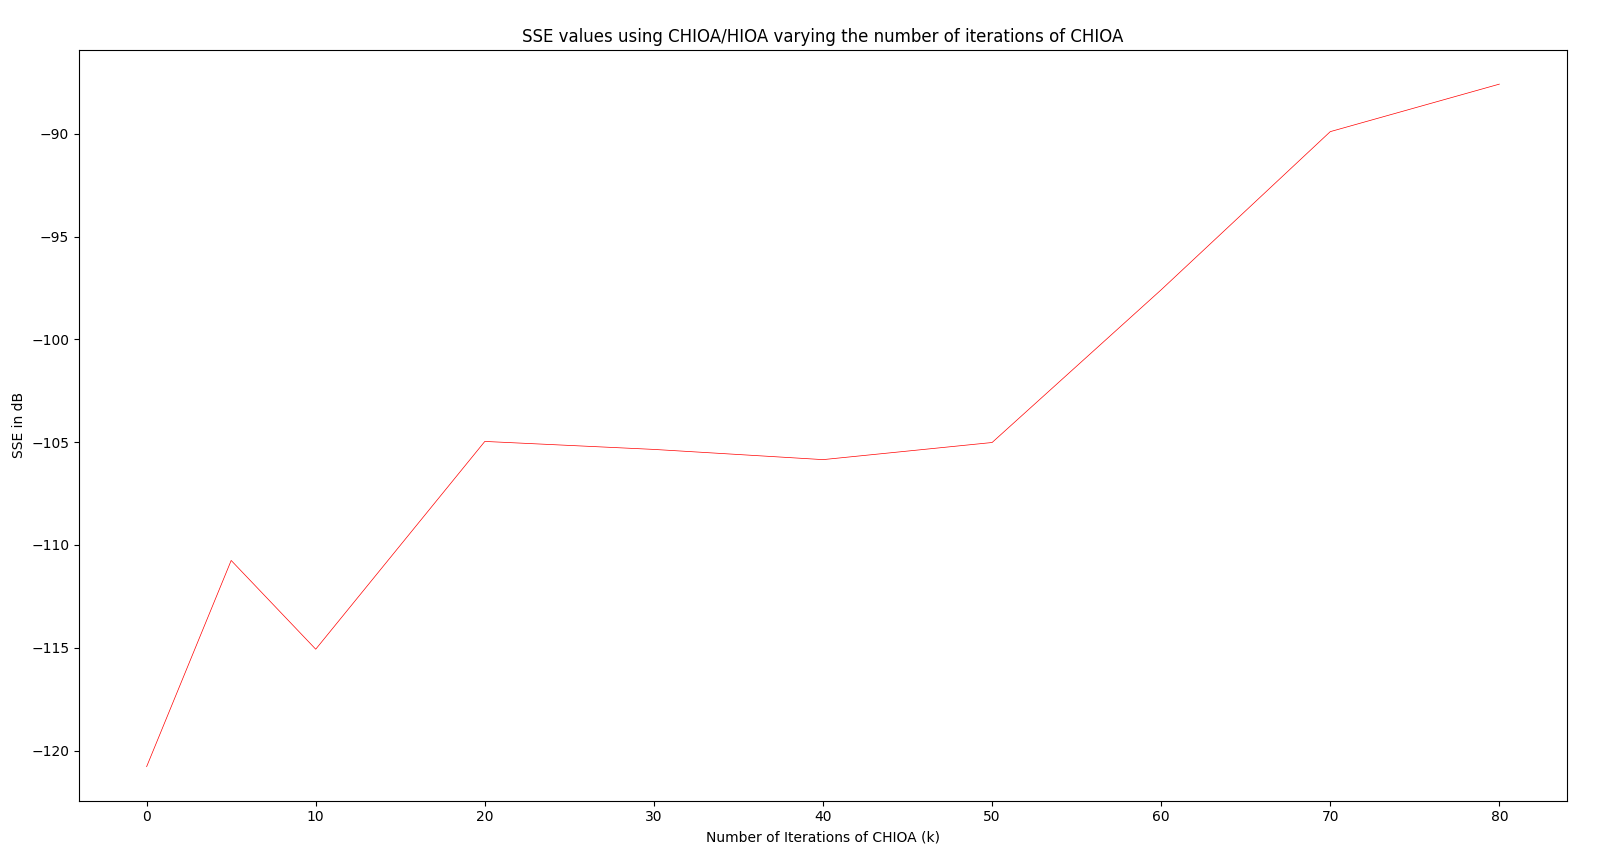 SSE values using CHIOA/HIOA varying the number of iterations of CHIOA
−90
−95
−100
−105
−110
−115
−120
SSE in dB
0 10 20 30 40 50 60 70 80
Number of Iterations of CHIOA (k)